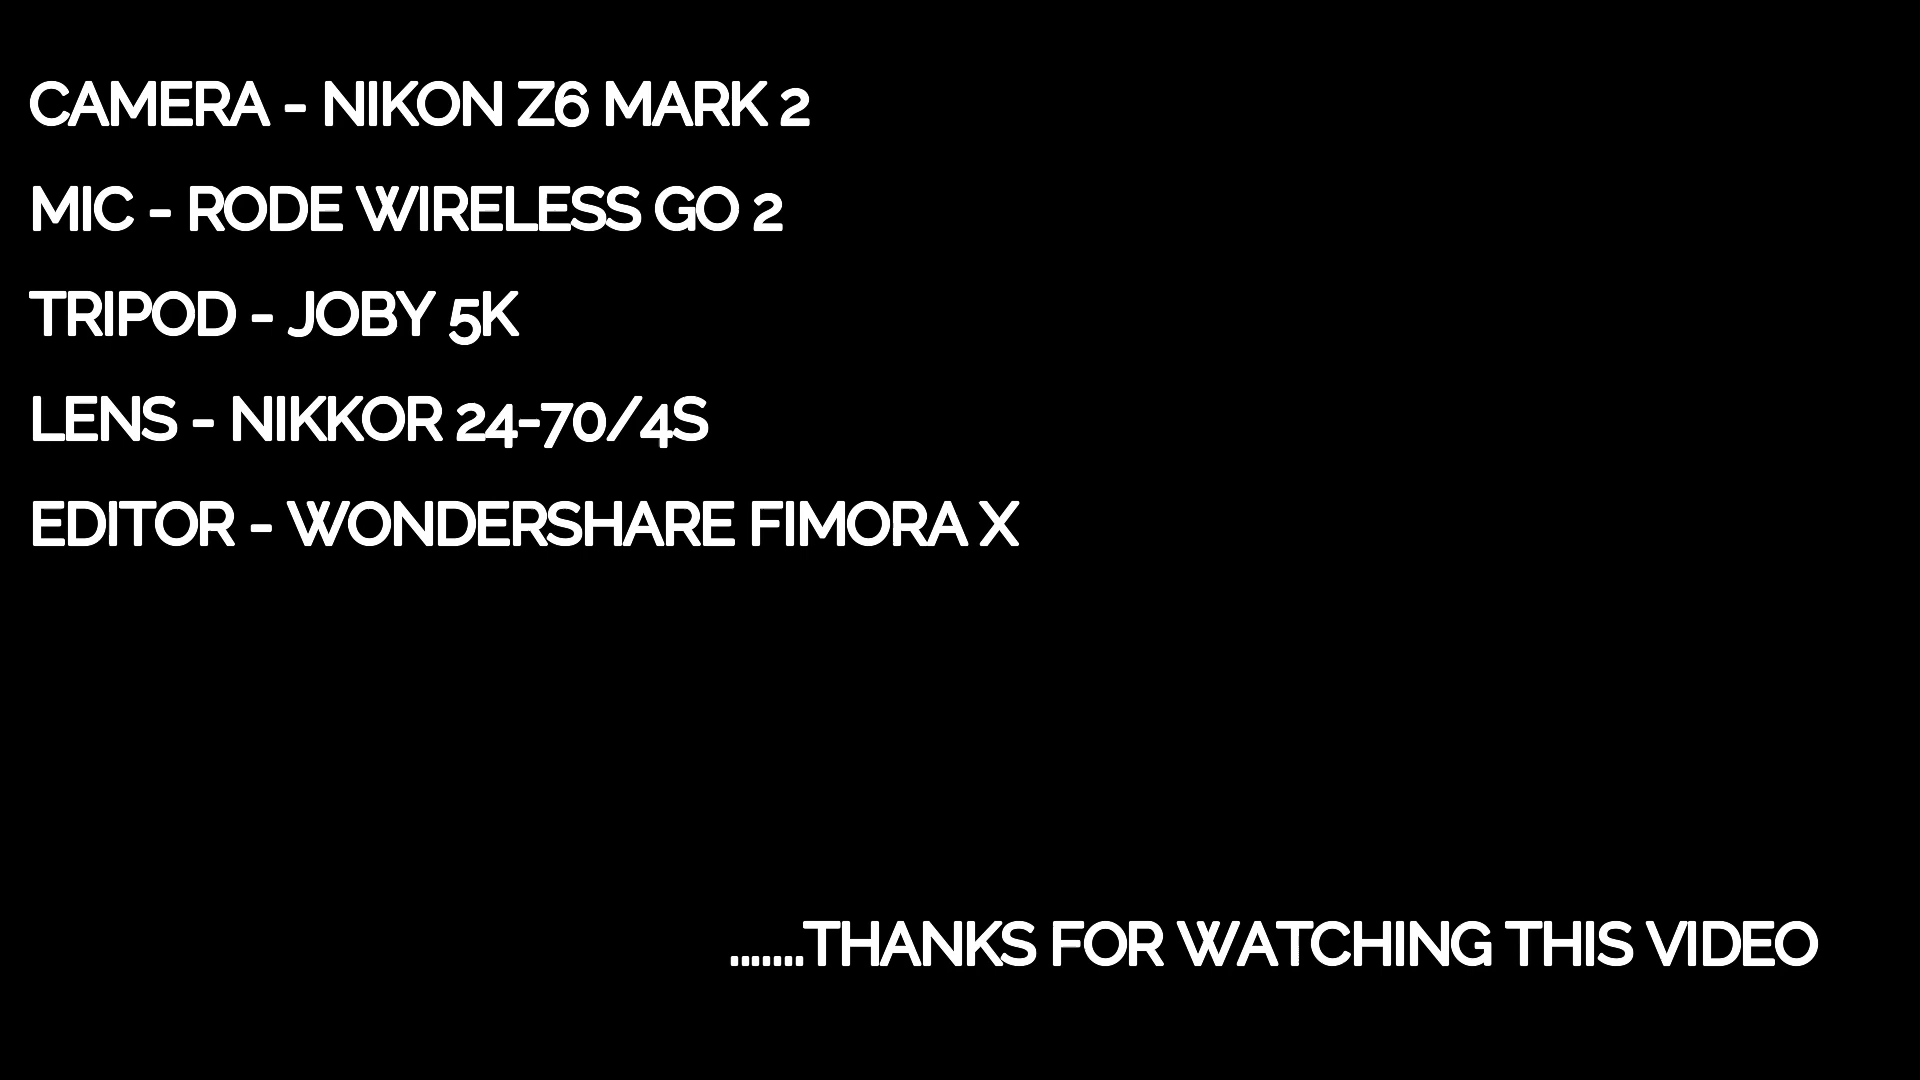 CAMERA - NIKON Z6 MARK 2
MIC - RODE WIRELESS GO 2
TRIPOD - JOBY 5K
LENS - NIKKOR 24-70/4S
EDITOR - WONDERSHARE FIMORA X
.......THANKS FOR WATCHING THIS VIDEO